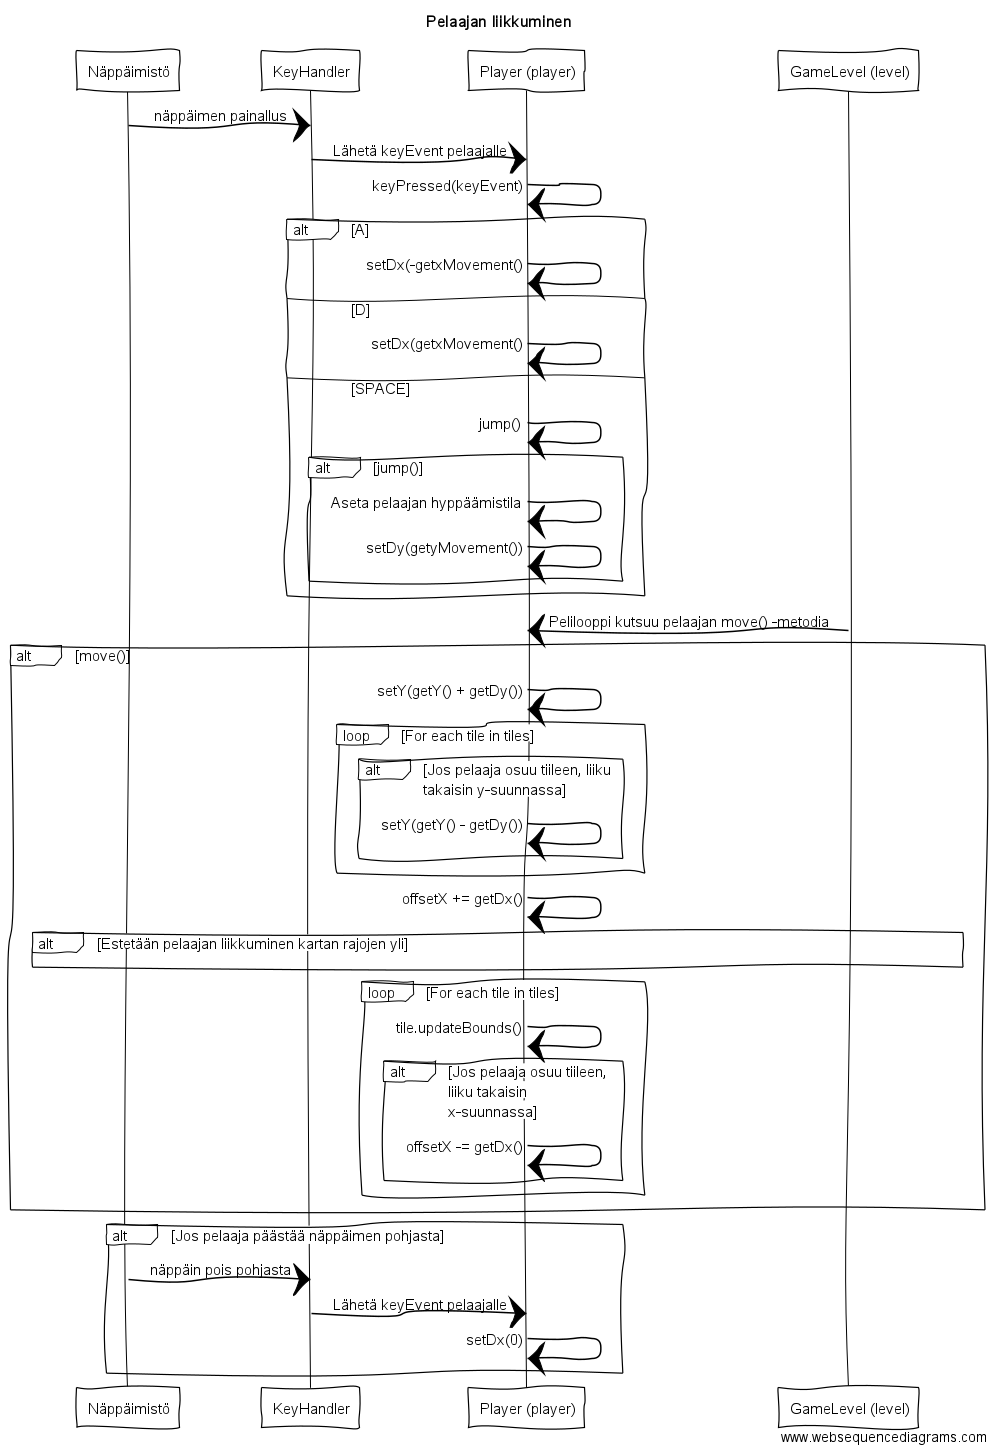 Pelaajan liikkuminen
Näppäimistö
KeyHandler
Player (player)
GameLevel (level)
näppäimen painallus
Lähetä keyEvent pelaajalle
keyPressed(keyEvent)
alt [A]
setDx(-getxMovement()
[D]
setDx(getxMovement()
[SPACE]
jump()
alt [jump()]
Aseta pelaajan hyppäämistila
setDy(getyMovement())
Pelilooppi kutsuu pelaajan move() -metodia
alt [move()]
setY(getY() + getDy())
loop [For each tile in tiles]
alt [Jos pelaaja osuu tiileen, liiku
takaisin y-suunnassa]
setY(getY() - getDy())
offsetX += getDx()
alt [Estetään pelaajan liikkuminen kartan rajojen yli]
loop [For each tile in tiles]
tile.updateBounds()
alt [Jos pelaaja osuu tiileen,
liiku takaisin
x-suunnassa]
offsetX -= getDx()
alt [Jos pelaaja päästää näppäimen pohjasta]
näppäin pois pohjasta
Lähetä keyEvent pelaajalle
setDx(0)
Näppäimistö
KeyHandler
Player (player)
GameLevel (level)
www.websequencediagrams.com